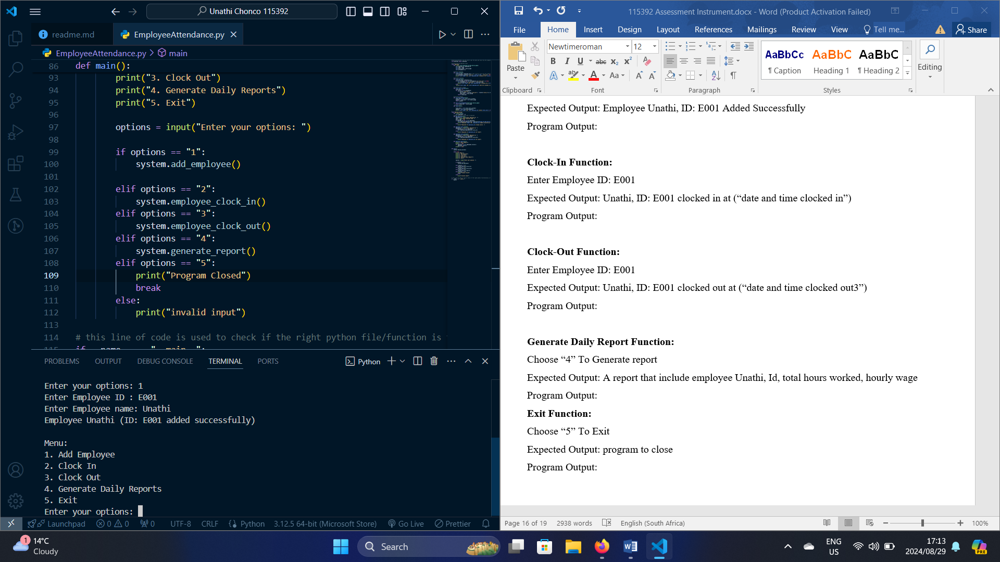 Unathi Chonco 115392
readme.md
EmployeeAttendance.py
EmployeeAttendance.py > main
86 def main():
93 print("3. Clock Out")
94 print("4. Generate Daily Reports")
95 print("5. Exit")
96
97 options = input("Enter your options: ")
98
99 if options == "1":
100 system.add_employee()
101
102 elif options == "2":
103 system.employee_clock_in()
104 elif options == "3":
105 system.employee_clock_out()
106 elif options == "4":
107 system.generate_report()
108 elif options == "5":
109 print("Program Closed")
110 break
111 else:
112 print("invalid input")
113
114 # this line of code is used to check if the right python file/function is
PROBLEMS OUTPUT DEBUG CONSOLE TERMINAL PORTS
Python
Enter your options: 1
Enter Employee ID : E001
Enter Employee name: Unathi
Employee Unathi (ID: E001 added successfully)
Menu:
1. Add Employee
2. Clock In
3. Clock Out
4. Generate Daily Reports
5. Exit
Enter your options:
Launchpad 0 0 0 UTF-8 CRLF Python 3.12.5 64-bit (Microsoft Store) Go Live Prettier
115392 Assessment Instrument.docx - Word (Product Activation Failed)
File Home Insert Design Layout References Mailings Review View Tell me... Share
Paste
Newtimeroman 12
B I U abc X2 X2
A ab A Aa A A
AaBbCc AaBbC AaBbC
¶ Caption Heading 1 ¶ Heading 2
Editing
Clipboard Font Paragraph Styles
Expected Output: Employee Unathi, ID: E001 Added Successfully
Program Output:
Clock-In Function:
Enter Employee ID: E001
Expected Output: Unathi, ID: E001 clocked in at (“date and time clocked in”)
Program Output:
Clock-Out Function:
Enter Employee ID: E001
Expected Output: Unathi, ID: E001 clocked out at (“date and time clocked out3”)
Program Output:
Generate Daily Report Function:
Choose “4” To Generate report
Expected Output: A report that include employee Unathi, Id, total hours worked, hourly wage
Program Output:
Exit Function:
Choose “5” To Exit
Expected Output: program to close
Program Output:
Page 16 of 19 2938 words English (South Africa) 100%
1
14°C
Cloudy
Search
ENG
US
17:13
2024/08/29
PRE